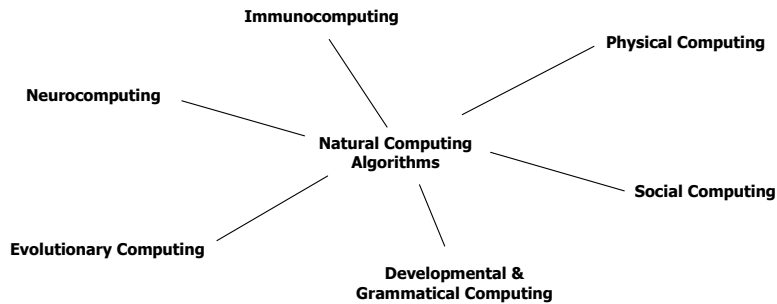 Immunocomputing
Physical Computing
Neurocomputing
Natural Computing
Algorithms
Social Computing
Evolutionary Computing
Developmental &
Grammatical Computing